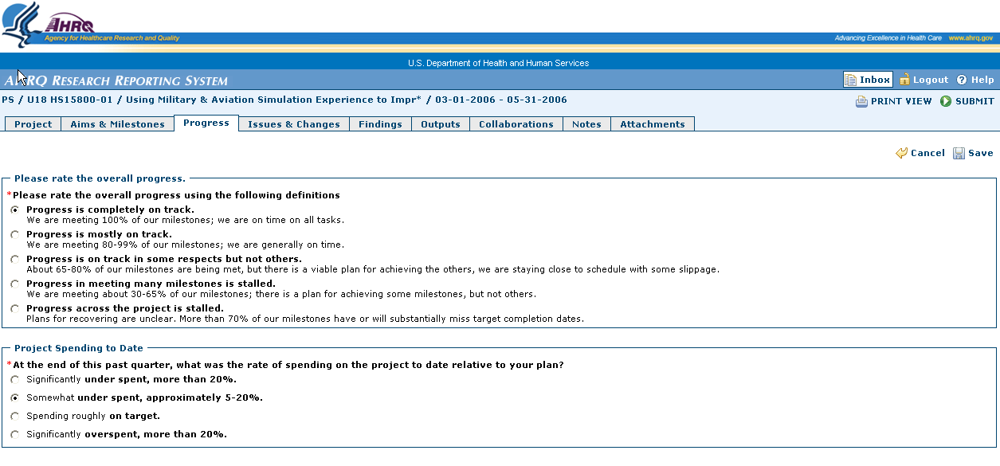 AHRQ
Agency for Healthcare Research and Quality
Advancing Excellence in Health Care www.ahrq.gov
U.S. Department of Health and Human Services
AHRQ RESEARCH REPORTING SYSTEM
Inbox Logout Help
PS / U18 HS15800-01 / Using Military & Aviation Simulation Experience to Impr* / 03-01-2006 - 05-31-2006
PRINT VIEW SUBMIT
Project Aims & Milestones Progress Issues & Changes Findings Outputs Collaborations Notes Attachments
Cancel Save
Please rate the overall progress.
*Please rate the overall progress using the following definitions
Progress is completely on track.
We are meeting 100% of our milestones; we are on time on all tasks.
Progress is mostly on track.
We are meeting 80-99% of our milestones; we are generally on time.
Progress is on track in some respects but not others.
About 65-80% of our milestones are being met, but there is a viable plan for achieving the others, we are staying close to schedule with some slippage.
Progress in meeting many milestones is stalled.
We are meeting about 30-65% of our milestones; there is a plan for achieving some milestones, but not others.
Progress across the project is stalled.
Plans for recovering are unclear. More than 70% of our milestones have or will substantially miss target completion dates.
Project Spending to Date
*At the end of this past quarter, what was the rate of spending on the project to date relative to your plan?
Significantly under spent, more than 20%.
Somewhat under spent, approximately 5-20%.
Spending roughly on target.
Significantly overspent, more than 20%.